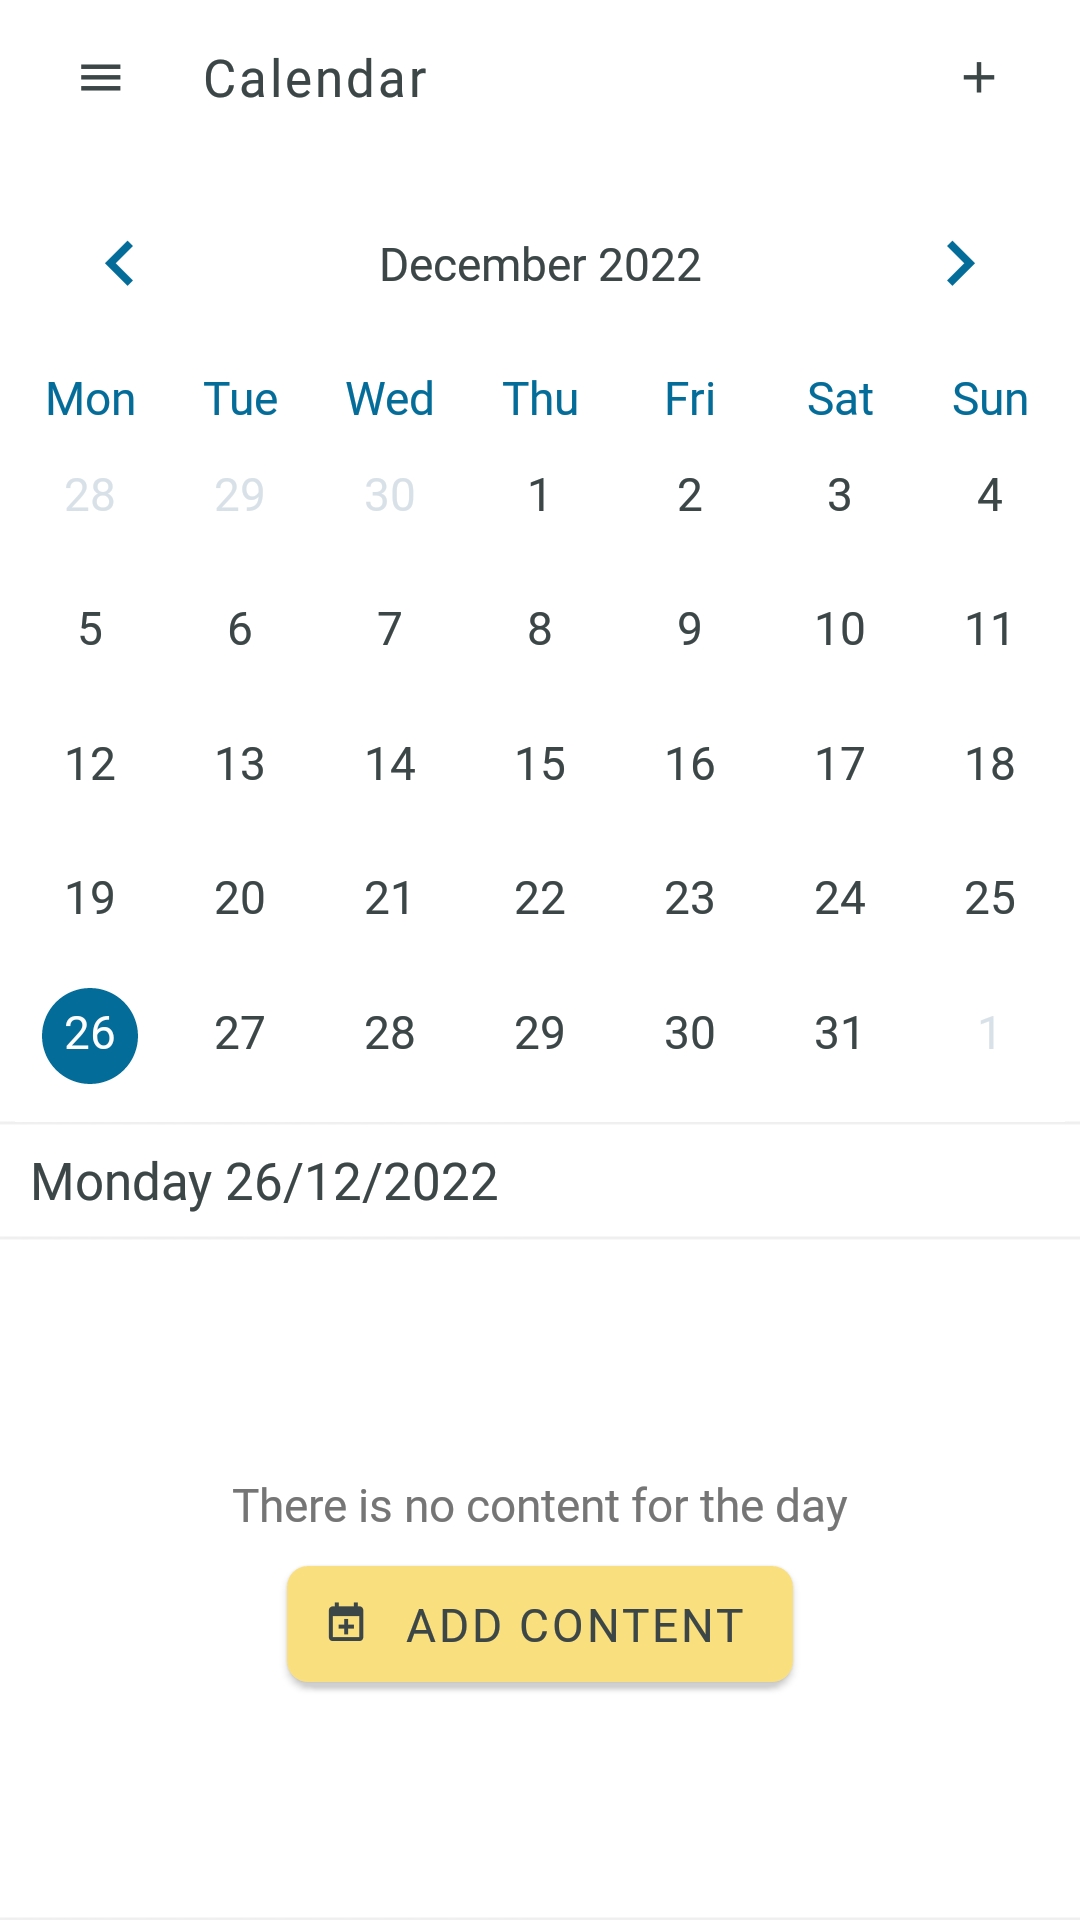 Calendar
December 2022
Mon Tue Wed Thu Fri Sat Sun
28 29 30 1 2 3 4
5 6 7 8 9 10 11
12 13 14 15 16 17 18
19 20 21 22 23 24 25
26 27 28 29 30 31 1
Monday 26/12/2022
There is no content for the day
ADD CONTENT